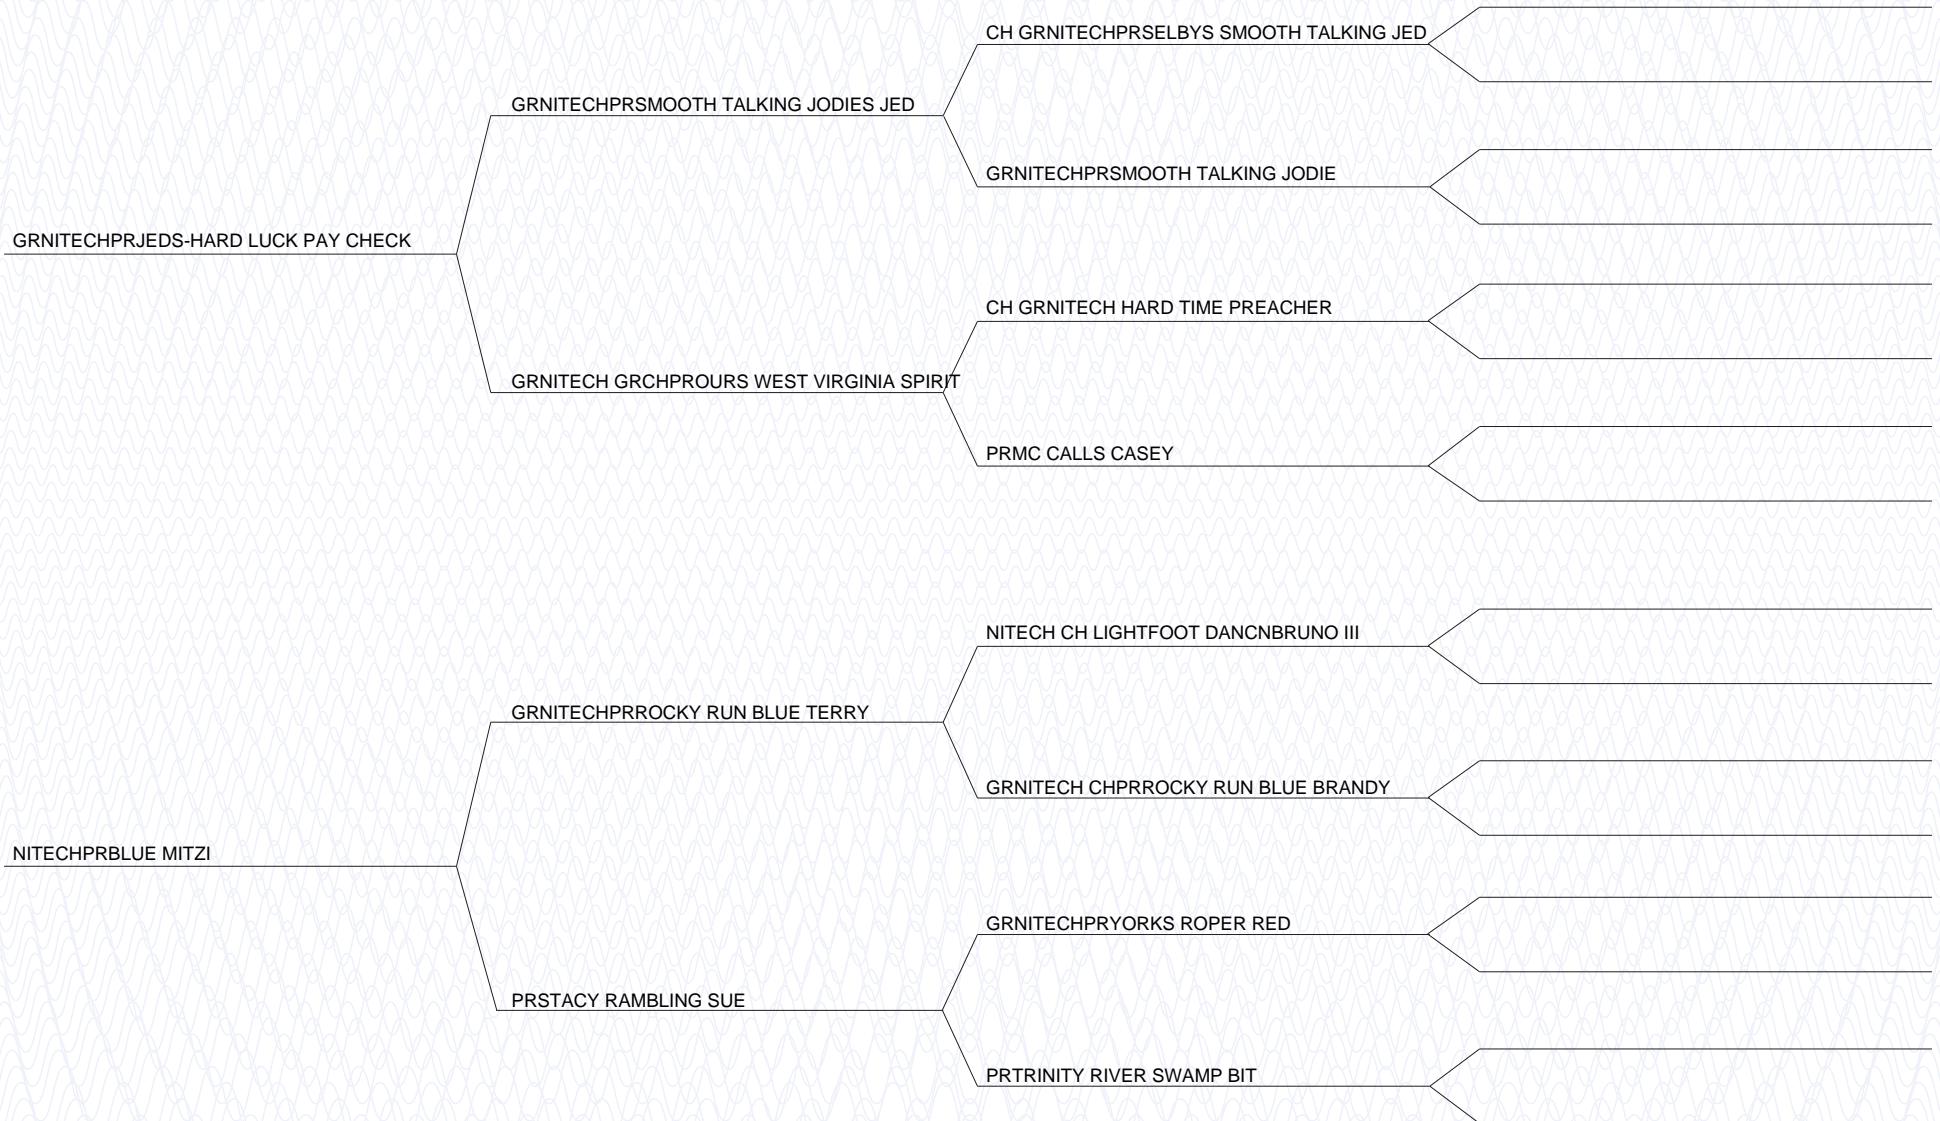 CH GRNITECHPRSELBYS SMOOTH TALKING JED
GRNITECHPRSMOOTH TALKING JODIES JED
GRNITECHPRSMOOTH TALKING JODIE
GRNITECHPRJEDS-HARD LUCK PAY CHECK
CH GRNITECH HARD TIME PREACHER
GRNITECH GRCHPROURS WEST VIRGINIA SPIRIT
PRMC CALLS CASEY
NITECH CH LIGHTFOOT DANCNBRUNO III
GRNITECHPRROCKY RUN BLUE TERRY
GRNITECH CHPRROCKY RUN BLUE BRANDY
NITECHPRBLUE MITZI
GRNITECHPRYORKS ROPER RED
PRSTACY RAMBLING SUE
PRTRINITY RIVER SWAMP BIT